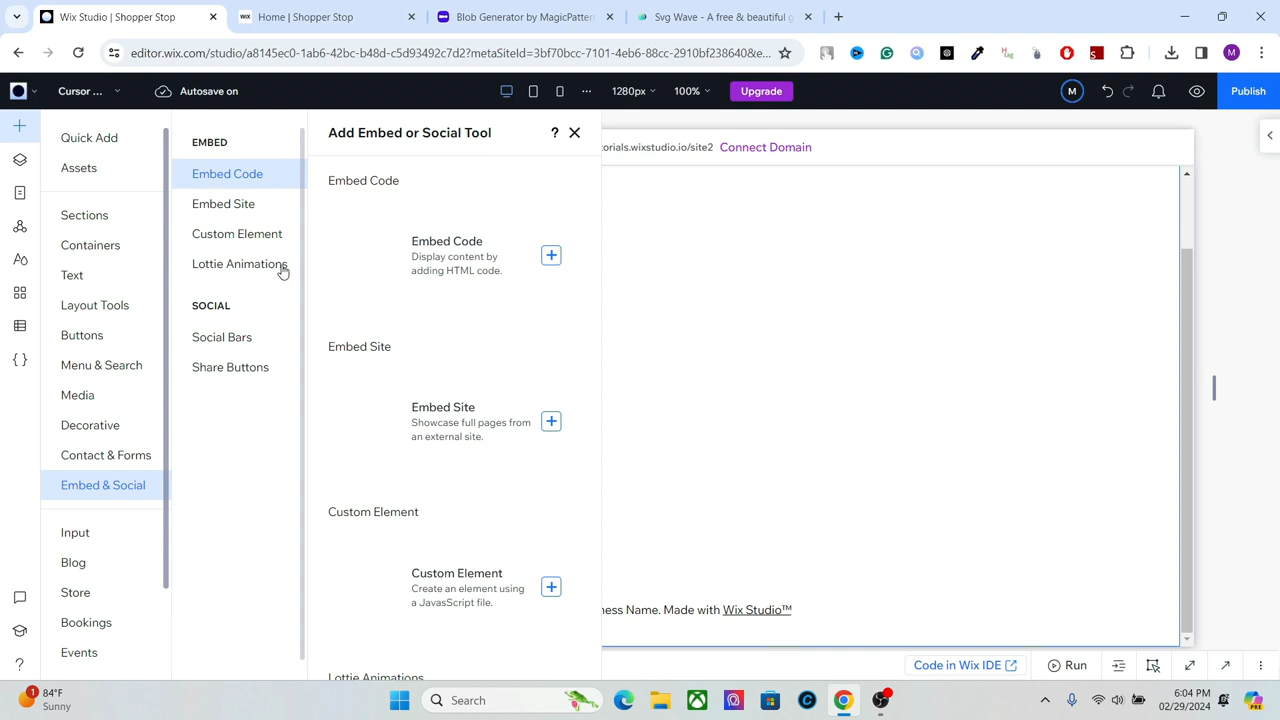 Wix Studio | Shopper Stop
Home | Shopper Stop
Blob Generator by MagicPattern
Svg Wave - A free & beautiful g
editor.wix.com/studio/a8145ec0-1ab6-42bc-b48d-c5d93492c7d2?metaSiteId=3bf70bcc-7101-4eb6-88cc-2910bf238640&e...
M
Cursor ...
Autosave on
1280px
100%
Upgrade
M
Publish
Quick Add
Assets
Sections
Containers
Text
Layout Tools
Buttons
Menu & Search
Media
Decorative
Contact & Forms
Embed & Social
Input
Blog
Store
Bookings
Events
EMBED
Embed Code
Embed Site
Custom Element
Lottie Animations
SOCIAL
Social Bars
Share Buttons
Add Embed or Social Tool
?
Embed Code
Embed Code
Display content by
adding HTML code.
Embed Site
Embed Site
Showcase full pages from
an external site.
Custom Element
Custom Element
Create an element using
a JavaScript file.
Lottie Animations
orials.wixstudio.io/site2 Connect Domain
ness Name. Made with Wix Studio™
Code in Wix IDE
Run
1
84°F
Sunny
Search
6:04 PM
02/29/2024